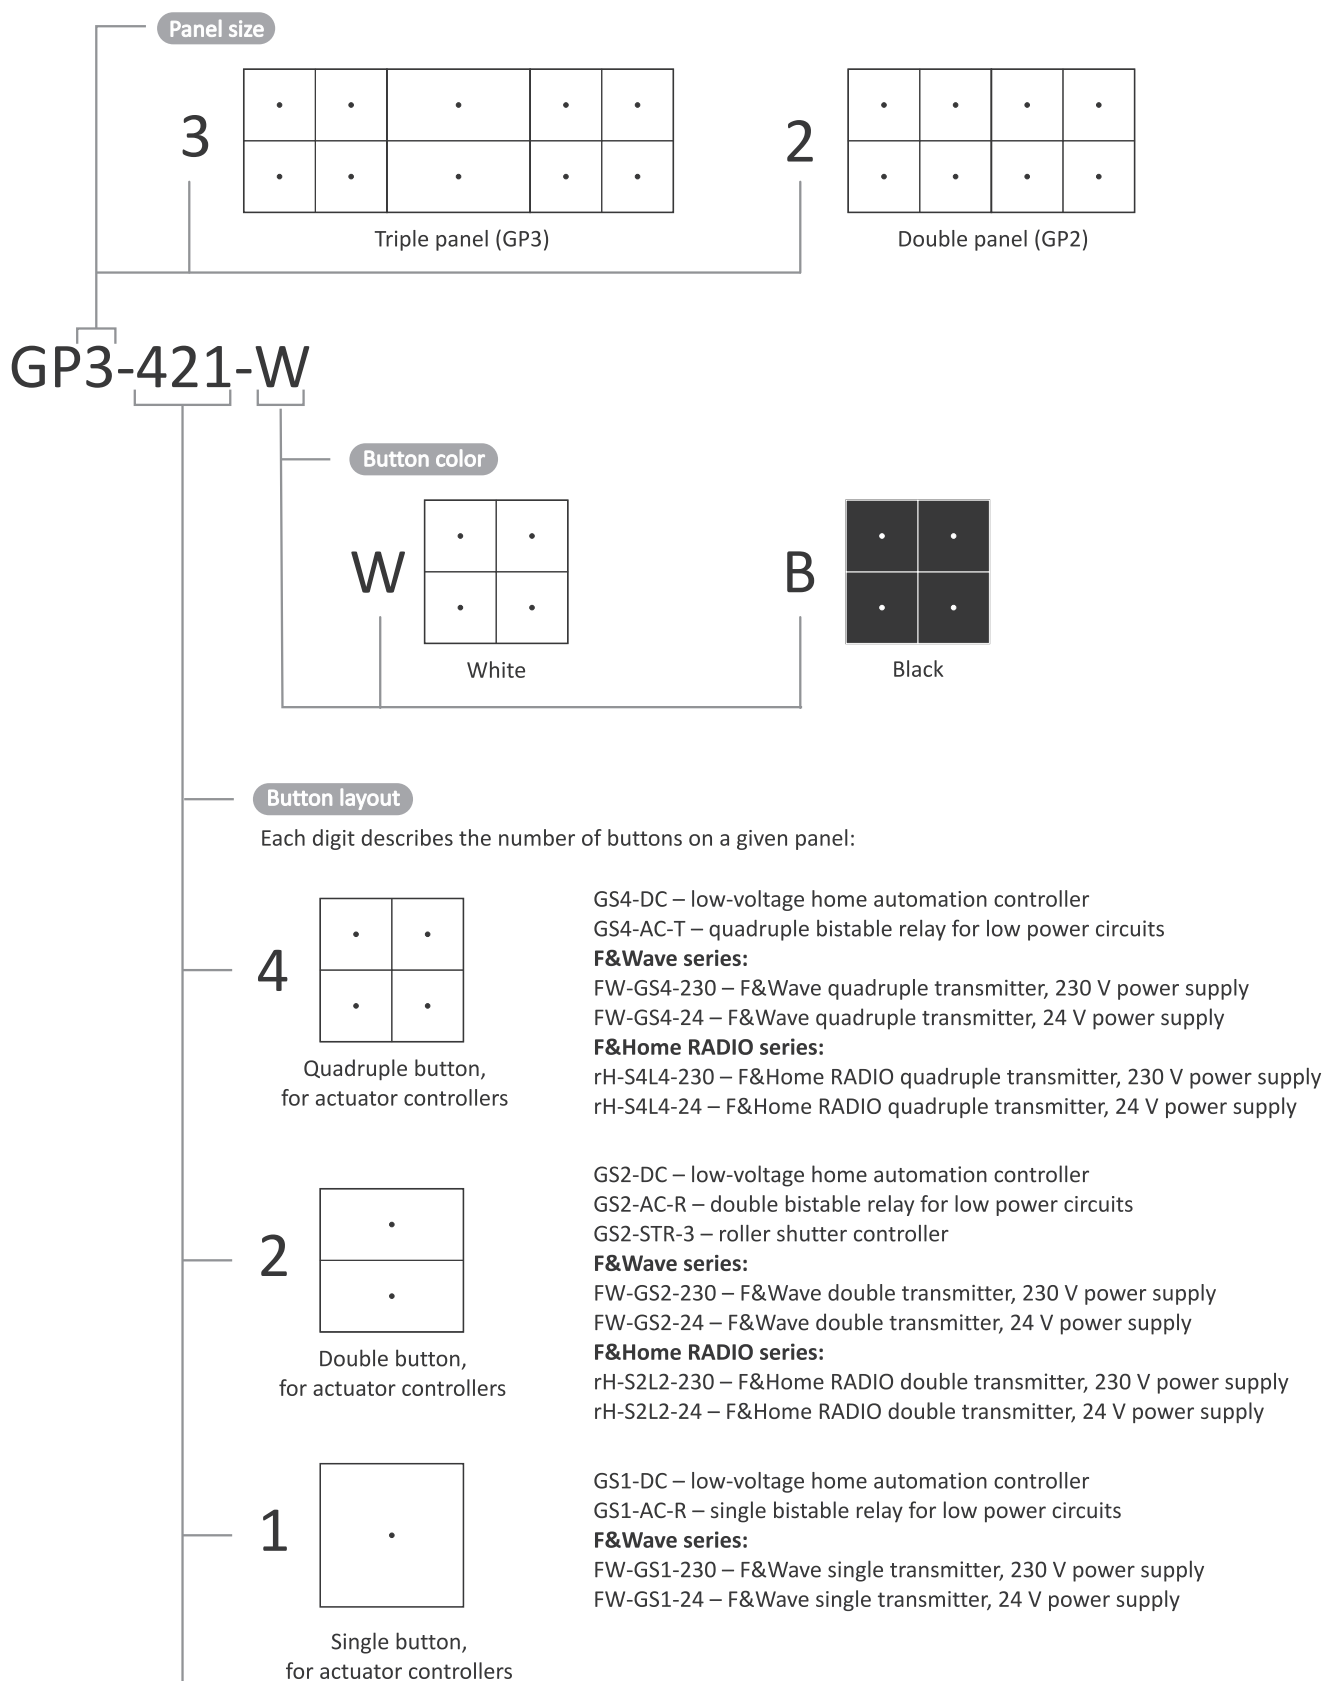 Panel size
3
2
Triple panel (GP3)
Double panel (GP2)
GP3-421-W
Button color
W
B
White
Black
Button layout
Each digit describes the number of buttons on a given panel:
4
Quadruple button,
for actuator controllers
GS4-DC – low-voltage home automation controller
GS4-AC-T – quadruple bistable relay for low power circuits
F&Wave series:
FW-GS4-230 – F&Wave quadruple transmitter, 230 V power supply
FW-GS4-24 – F&Wave quadruple transmitter, 24 V power supply
F&Home RADIO series:
rH-S4L4-230 – F&Home RADIO quadruple transmitter, 230 V power supply
rH-S4L4-24 – F&Home RADIO quadruple transmitter, 24 V power supply
2
Double button,
for actuator controllers
GS2-DC – low-voltage home automation controller
GS2-AC-R – double bistable relay for low power circuits
GS2-STR-3 – roller shutter controller
F&Wave series:
FW-GS2-230 – F&Wave double transmitter, 230 V power supply
FW-GS2-24 – F&Wave double transmitter, 24 V power supply
F&Home RADIO series:
rH-S2L2-230 – F&Home RADIO double transmitter, 230 V power supply
rH-S2L2-24 – F&Home RADIO double transmitter, 24 V power supply
1
Single button,
for actuator controllers
GS1-DC – low-voltage home automation controller
GS1-AC-R – single bistable relay for low power circuits
F&Wave series:
FW-GS1-230 – F&Wave single transmitter, 230 V power supply
FW-GS1-24 – F&Wave single transmitter, 24 V power supply